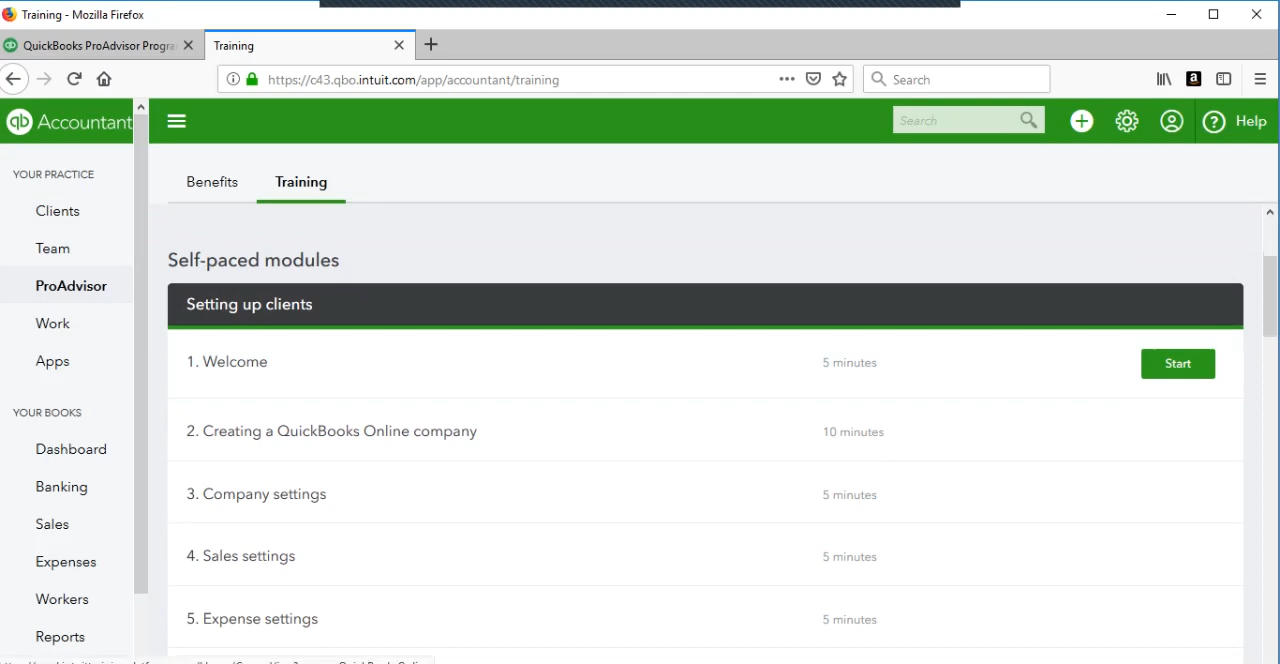 Training - Mozilla Firefox
QuickBooks ProAdvisor Progra
Training
https://c43.qbo.intuit.com/app/accountant/training
Search
qb Accountant
Search
Help
YOUR PRACTICE
Clients
Team
ProAdvisor
Work
Apps
YOUR BOOKS
Dashboard
Banking
Sales
Expenses
Workers
Reports
Benefits
Training
Self-paced modules
Setting up clients
1. Welcome 5 minutes Start
2. Creating a QuickBooks Online company 10 minutes
3. Company settings 5 minutes
4. Sales settings 5 minutes
5. Expense settings 5 minutes